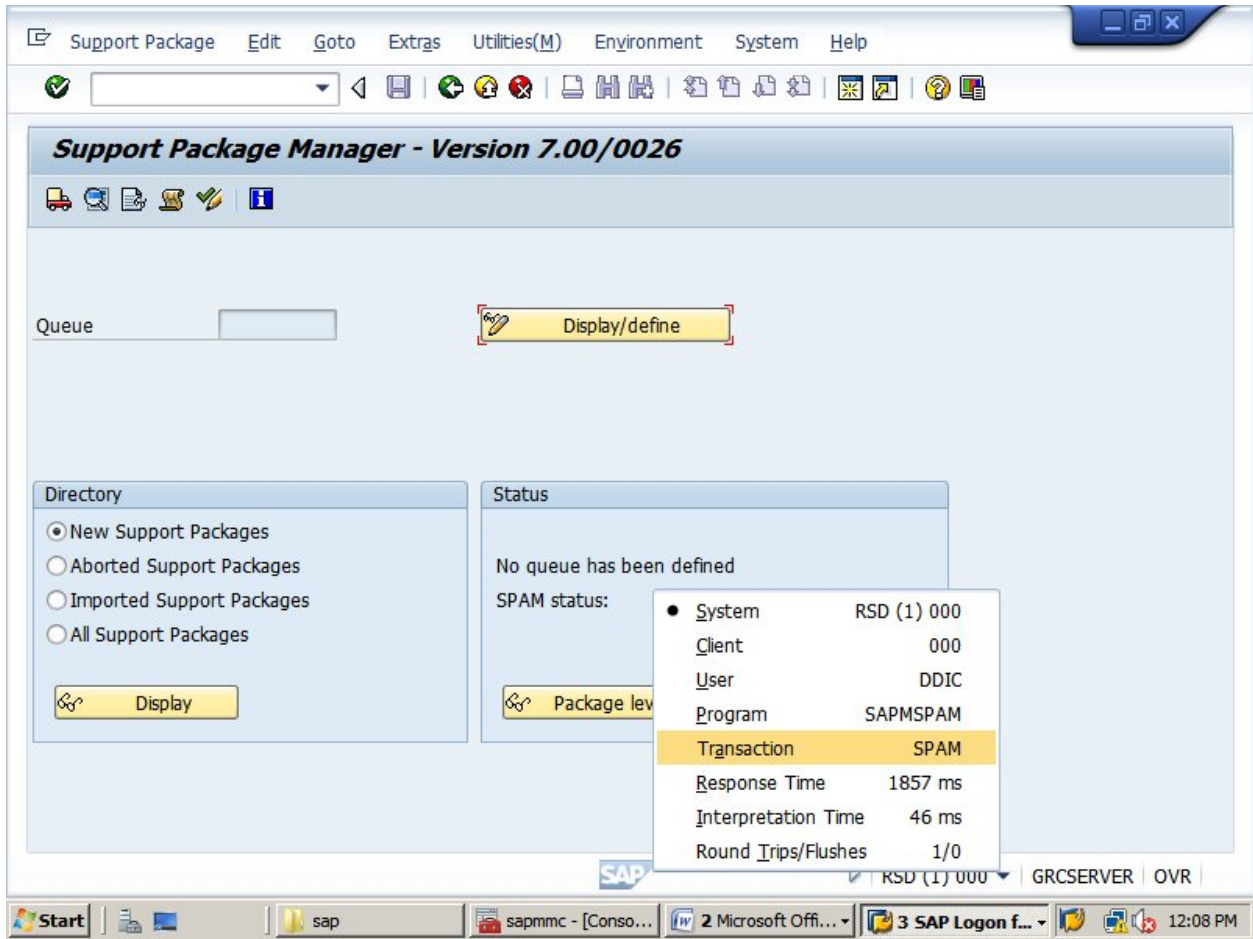 Support Package Edit Goto Extras Utilities(M) Environment System Help
Support Package Manager - Version 7.00/0026
Queue Display/define
Directory
New Support Packages
Aborted Support Packages
Imported Support Packages
All Support Packages
Display
Status
No queue has been defined
SPAM status:
Package lev
System RSD (1) 000
Client 000
User DDIC
Program SAPMSPAM
Transaction SPAM
Response Time 1857 ms
Interpretation Time 46 ms
Round Trips/Flushes 1/0
SAP RSD (1) 000 GRCSERVER OVR
Start sap sapmmc - [Conso... 2 Microsoft Offi... 3 SAP Logon f... 12:08 PM